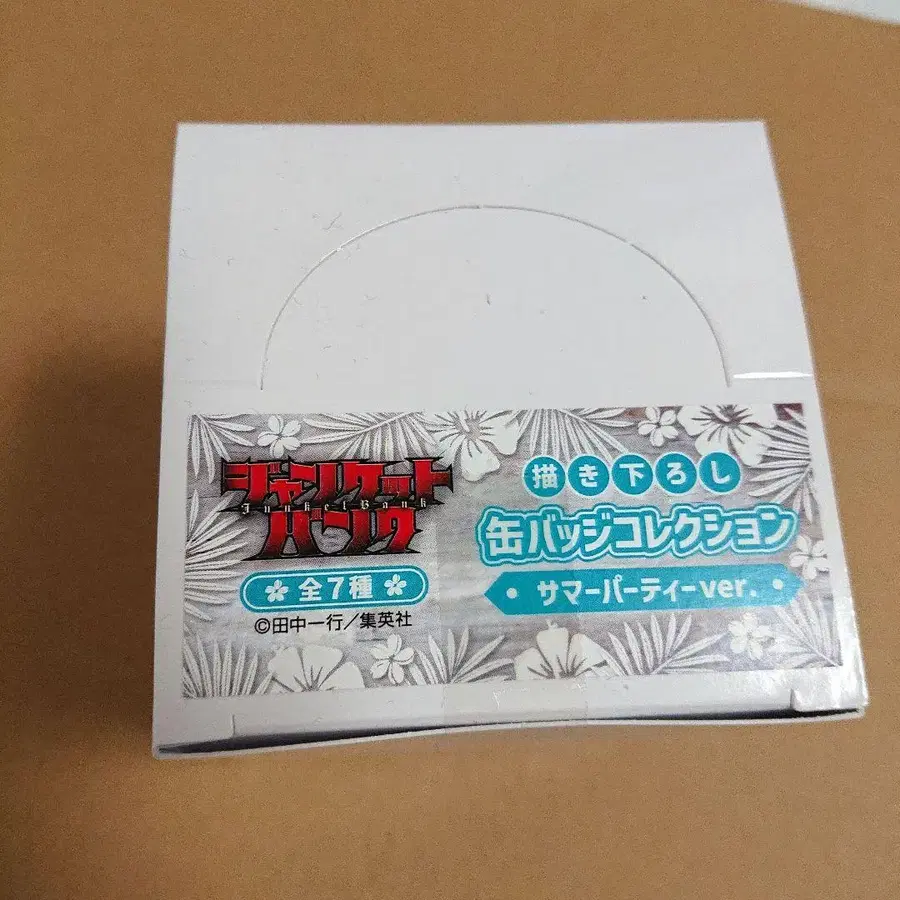 ジャンケット
Junket Bank
バンク
全7種
©田中一行／集英社
描き下ろし
缶バッジコレクション
サマーパーティーver.